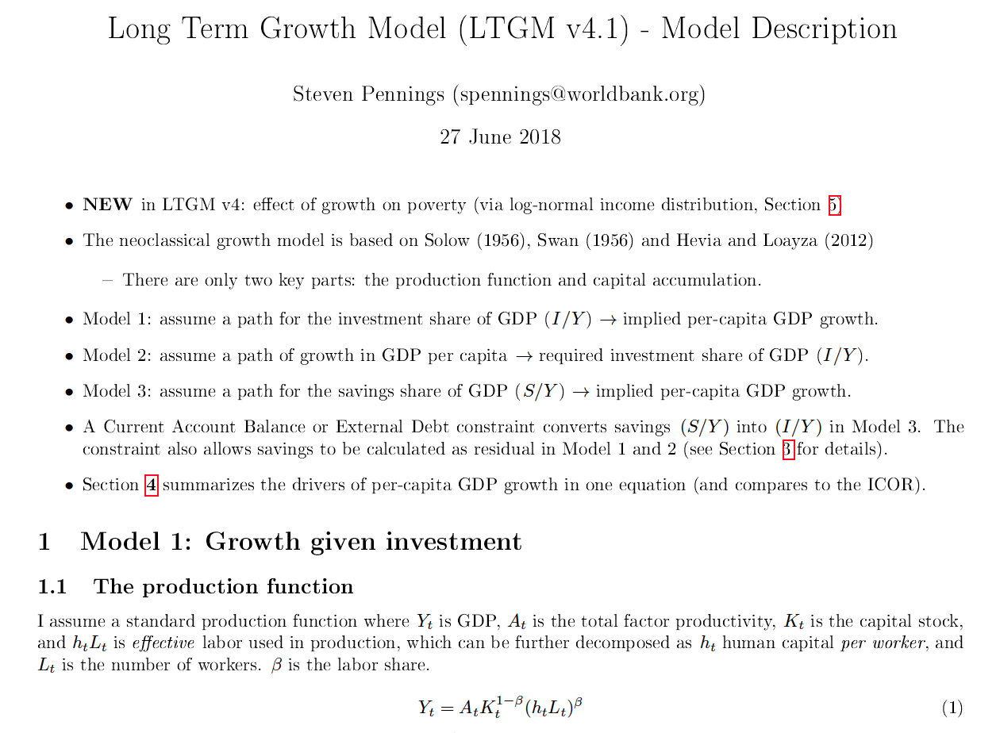 Long Term Growth Model (LTGM v4.1) - Model Description
Steven Pennings (spennings@worldbank.org)
27 June 2018
• NEW in LTGM v4: effect of growth on poverty (via log-normal income distribution, Section 5)
• The neoclassical growth model is based on Solow (1956), Swan (1956) and Hevia and Loayza (2012)
– There are only two key parts: the production function and capital accumulation.
• Model 1: assume a path for the investment share of GDP (I/Y) → implied per-capita GDP growth.
• Model 2: assume a path of growth in GDP per capita → required investment share of GDP (I/Y).
• Model 3: assume a path for the savings share of GDP (S/Y) → implied per-capita GDP growth.
• A Current Account Balance or External Debt constraint converts savings (S/Y) into (I/Y) in Model 3. The
constraint also allows savings to be calculated as residual in Model 1 and 2 (see Section 3 for details).
• Section 4 summarizes the drivers of per-capita GDP growth in one equation (and compares to the ICOR).
1 Model 1: Growth given investment
1.1 The production function
I assume a standard production function where Y_t is GDP, A_t is the total factor productivity, K_t is the capital stock,
and h_tL_t is effective labor used in production, which can be further decomposed as h_t human capital per worker, and
L_t is the number of workers. β is the labor share.
Y_t = A_tK_t^{1−β}(h_tL_t)^β (1)